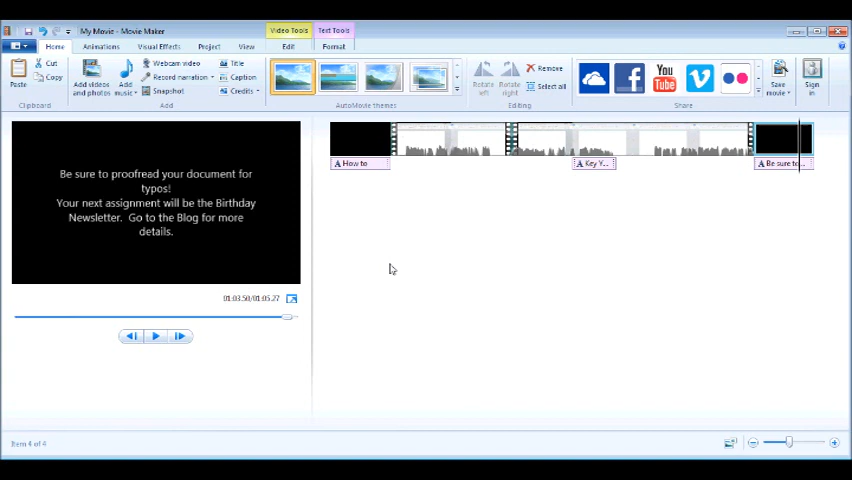 My Movie - Movie Maker
Video Tools
Text Tools
Home
Animations
Visual Effects
Project
View
Edit
Format
Paste
Cut
Copy
Clipboard
Add videos
and photos
Add
music
Webcam video
Record narration
Snapshot
Title
Caption
Credits
Add
AutoMovie themes
Rotate
left
Rotate
right
Remove
Select all
Editing
You
Tube
Share
Save
movie
Sign
in
Be sure to proofread your document for
typos!
Your next assignment will be the Birthday
Newsletter. Go to the Blog for more
details.
01:03.50/01:05.27
A How to
A Key Y...
A Be sure to...
Item 4 of 4